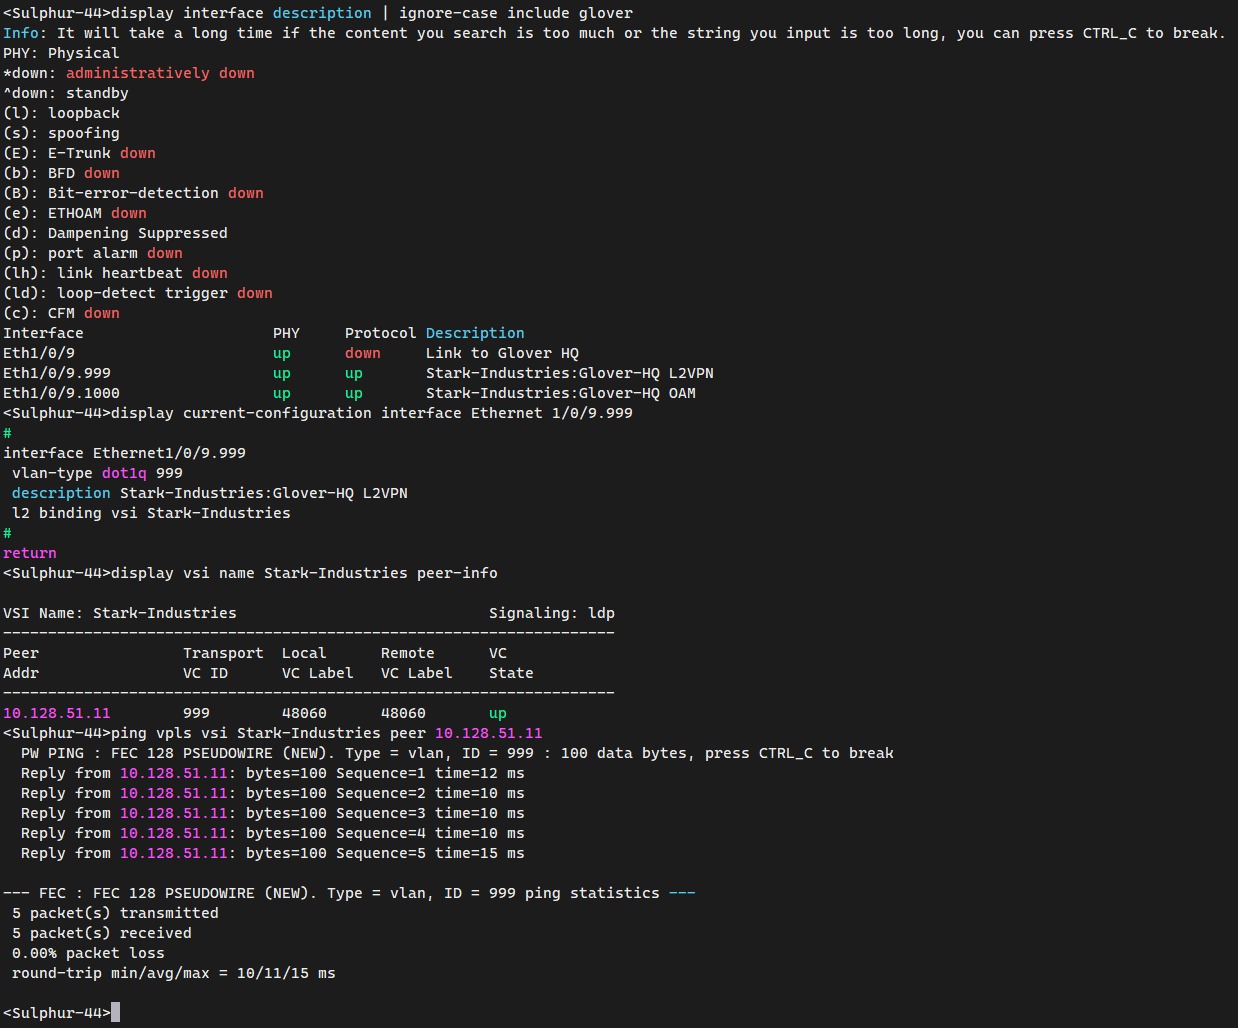 <Sulphur-44>display interface description | ignore-case include glover
Info: It will take a long time if the content you search is too much or the string you input is too long, you can press CTRL_C to break.
PHY: Physical
*down: administratively down
^down: standby
(l): loopback
(s): spoofing
(E): E-Trunk down
(b): BFD down
(B): Bit-error-detection down
(e): ETHOAM down
(d): Dampening Suppressed
(p): port alarm down
(lh): link heartbeat down
(ld): loop-detect trigger down
(c): CFM down
Interface                     PHY     Protocol Description
Eth1/0/9                      up      down     Link to Glover HQ
Eth1/0/9.999                  up      up       Stark-Industries:Glover-HQ L2VPN
Eth1/0/9.1000                 up      up       Stark-Industries:Glover-HQ OAM
<Sulphur-44>display current-configuration interface Ethernet 1/0/9.999
#
interface Ethernet1/0/9.999
 vlan-type dot1q 999
 description Stark-Industries:Glover-HQ L2VPN
 l2 binding vsi Stark-Industries
#
return
<Sulphur-44>display vsi name Stark-Industries peer-info

VSI Name: Stark-Industries                            Signaling: ldp
--------------------------------------------------------------------
Peer                Transport  Local      Remote      VC
Addr                VC ID      VC Label   VC Label    State
--------------------------------------------------------------------
10.128.51.11        999        48060      48060       up
<Sulphur-44>ping vpls vsi Stark-Industries peer 10.128.51.11
  PW PING : FEC 128 PSEUDOWIRE (NEW). Type = vlan, ID = 999 : 100 data bytes, press CTRL_C to break
  Reply from 10.128.51.11: bytes=100 Sequence=1 time=12 ms
  Reply from 10.128.51.11: bytes=100 Sequence=2 time=10 ms
  Reply from 10.128.51.11: bytes=100 Sequence=3 time=10 ms
  Reply from 10.128.51.11: bytes=100 Sequence=4 time=10 ms
  Reply from 10.128.51.11: bytes=100 Sequence=5 time=15 ms

--- FEC : FEC 128 PSEUDOWIRE (NEW). Type = vlan, ID = 999 ping statistics ---
 5 packet(s) transmitted
 5 packet(s) received
 0.00% packet loss
 round-trip min/avg/max = 10/11/15 ms

<Sulphur-44>